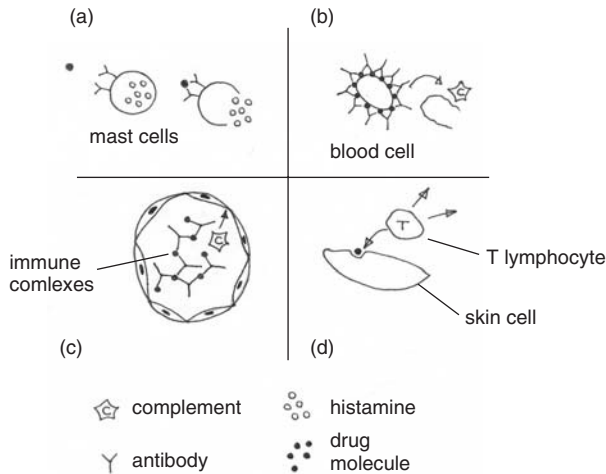 (a)
(b)
mast cells
blood cell
C
immune
comlexes
C
T
T lymphocyte
skin cell
(c)
(d)
C
complement
histamine
antibody
drug
molecule